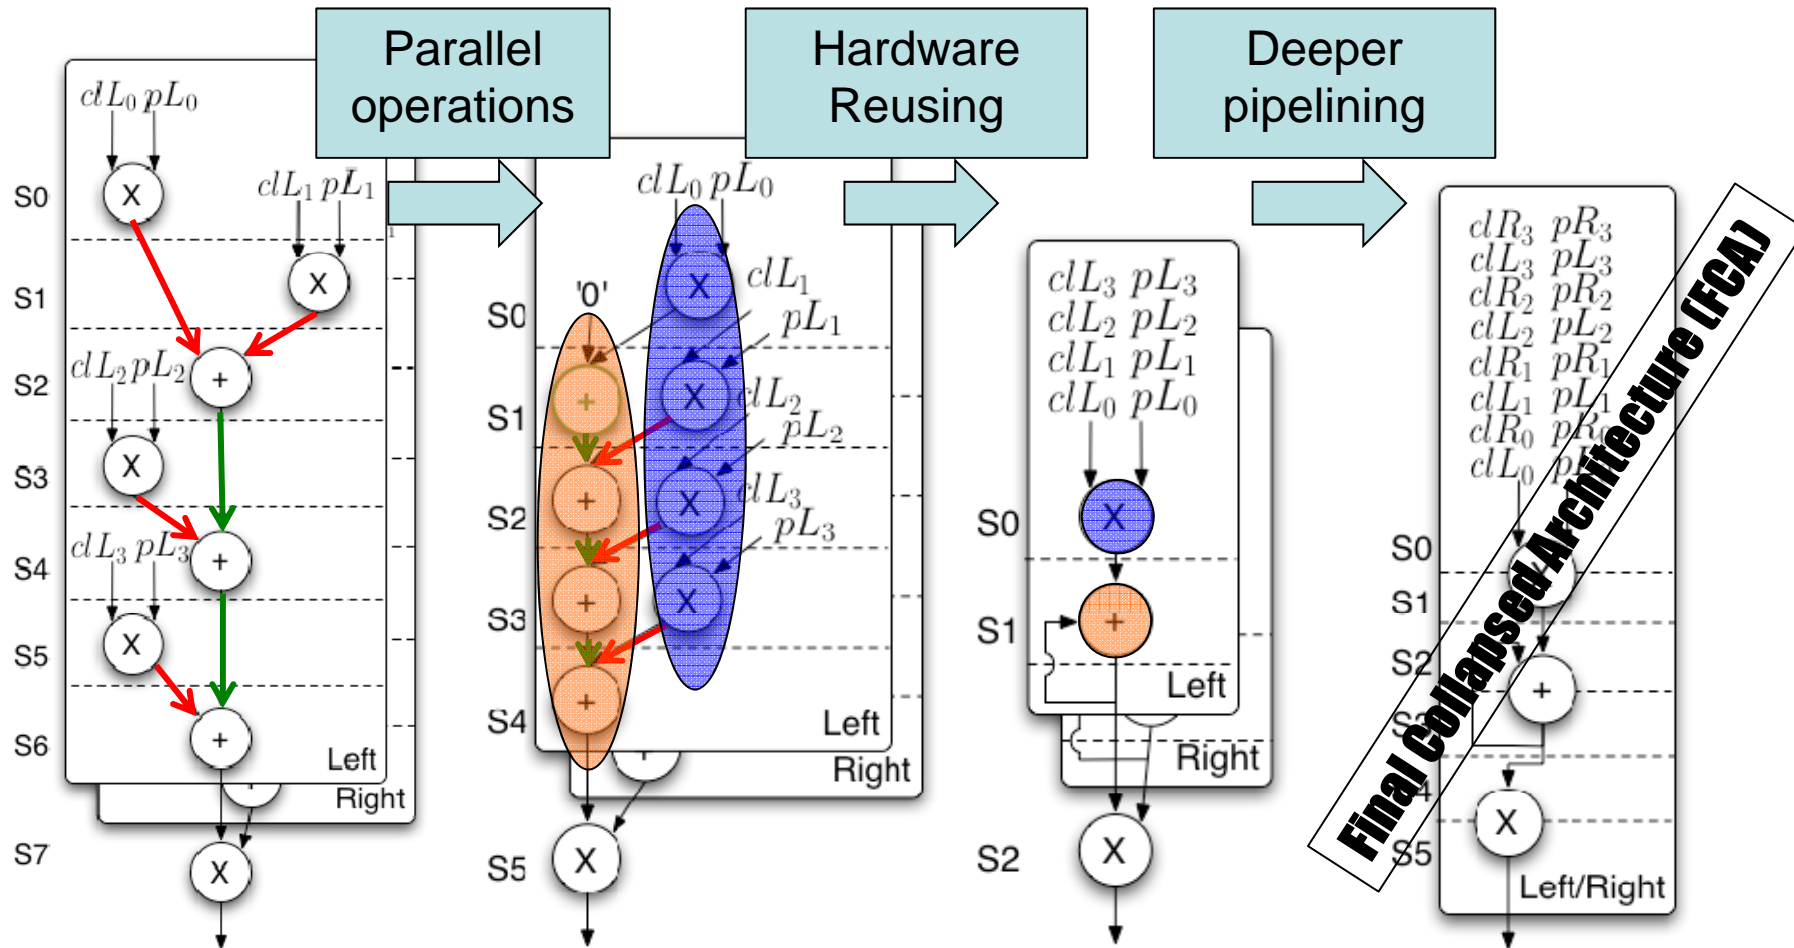 Parallel
operations
Hardware
Reusing
Deeper
pipelining
clL₀ pL₀
S0
X
clL₁ pL₁
S1
X
S2
+
clL₂ pL₂
S3
X
S4
+
clL₃ pL₃
S5
X
S6
+
Left
Right
S7
X
clL₀ pL₀
X
'0'
S0
clL₁
pL₁
S1
+
X
clL₂
pL₂
S2
+
X
clL₃
pL₃
S3
+
X
S4
+
Left
Right
S5
X
clL₃ pL₃
clL₂ pL₂
clL₁ pL₁
clL₀ pL₀
S0
X
S1
+
Left
Right
S2
X
clR₃ pR₃
clL₃ pL₃
clR₂ pR₂
clL₂ pL₂
clR₁ pR₁
clL₁ pL₁
clR₀ pR₀
clL₀
S0
S1
S2
+
X
S5
Left/Right
Final Collapsed Architecture (FCA)